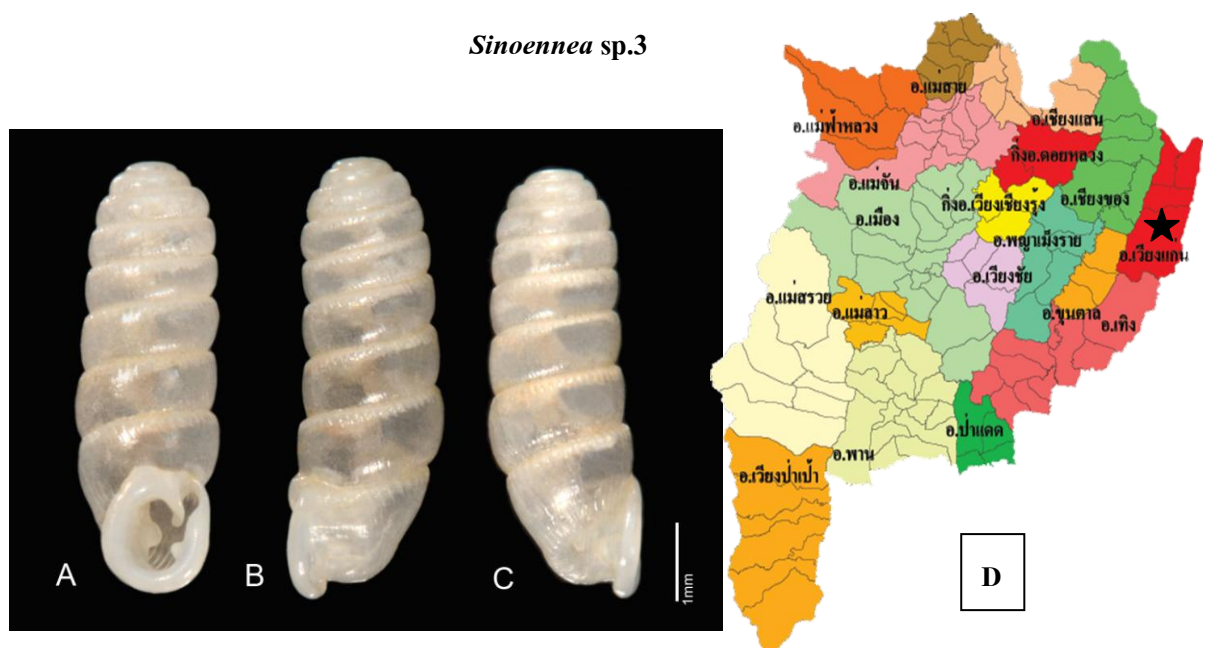 Sinoennea sp.3
A
B
C
1mm
อ.แม่สาย
อ.เชียงแสน
อ.แม่ฟ้าหลวง
กิ่งอ.ดอยหลวง
อ.แม่จัน
อ.เชียงของ
กิ่งอ.เวียงเชียงรุ้ง
อ.เมือง
อ.พญาเม็งราย
อ.เวียงแก่น
อ.เวียงชัย
อ.แม่สรวย
อ.แม่ลาว
อ.ขุนตาล
อ.เทิง
อ.ป่าแดด
อ.พาน
อ.เวียงป่าเป้า
D